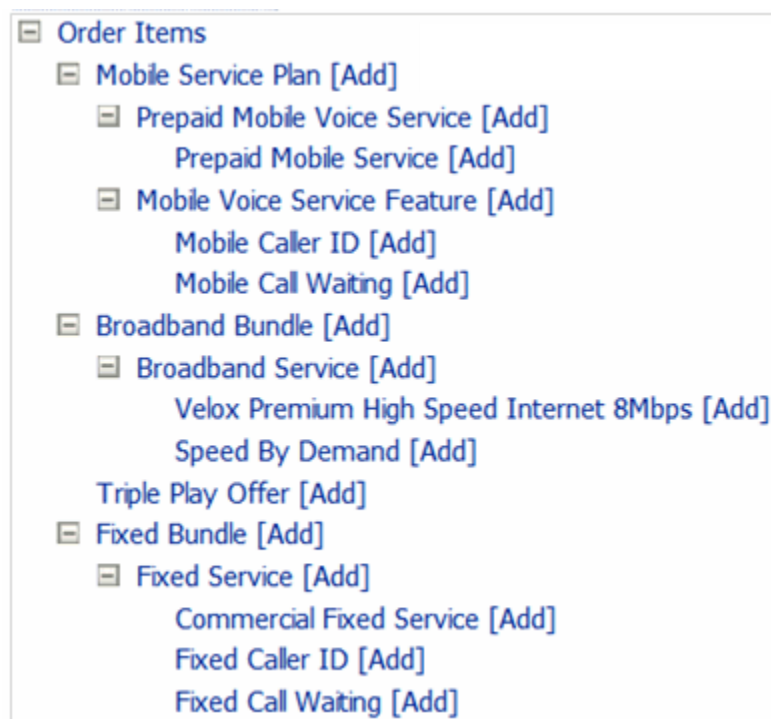 Order Items
Mobile Service Plan [Add]
Prepaid Mobile Voice Service [Add]
Prepaid Mobile Service [Add]
Mobile Voice Service Feature [Add]
Mobile Caller ID [Add]
Mobile Call Waiting [Add]
Broadband Bundle [Add]
Broadband Service [Add]
Velox Premium High Speed Internet 8Mbps [Add]
Speed By Demand [Add]
Triple Play Offer [Add]
Fixed Bundle [Add]
Fixed Service [Add]
Commercial Fixed Service [Add]
Fixed Caller ID [Add]
Fixed Call Waiting [Add]